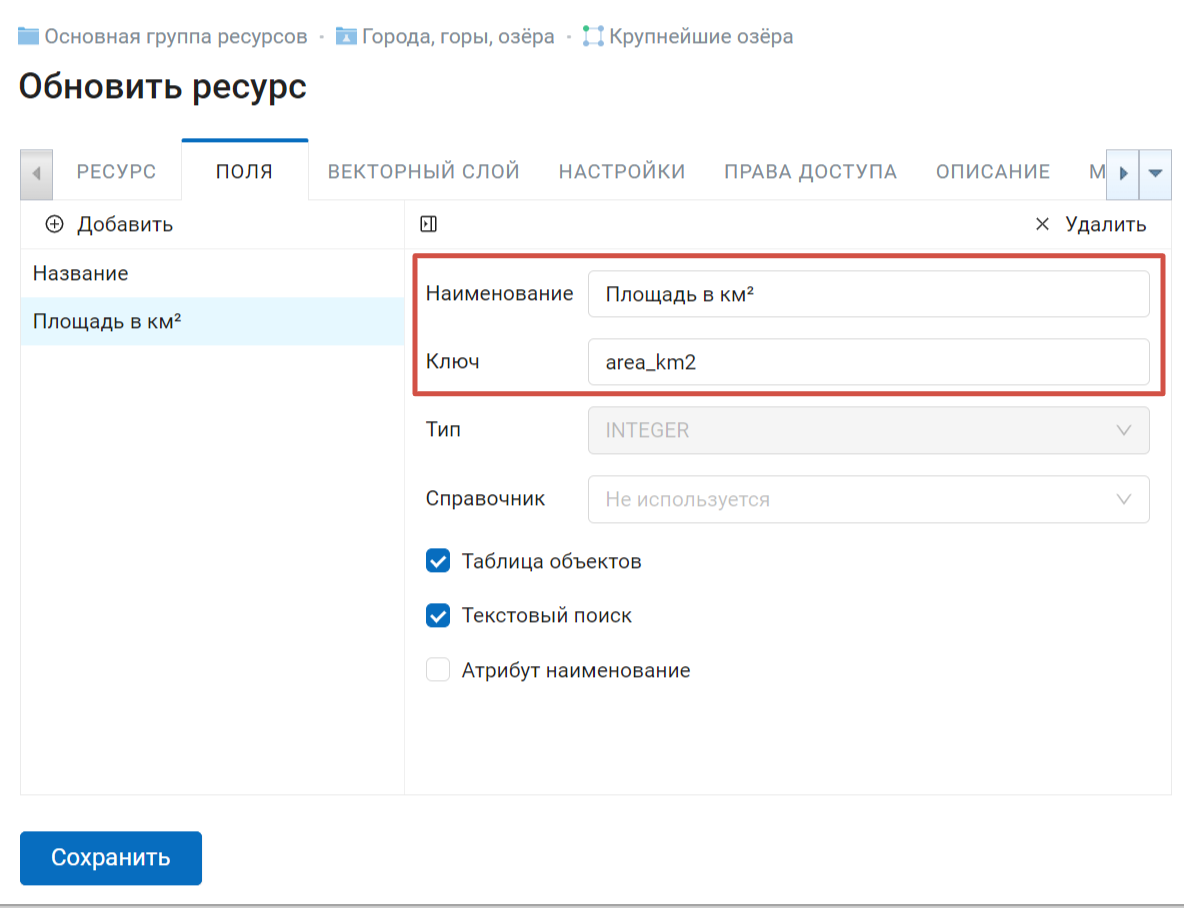 Основная группа ресурсов · Города, горы, озёра · Крупнейшие озёра
Обновить ресурс
РЕСУРС ПОЛЯ ВЕКТОРНЫЙ СЛОЙ НАСТРОЙКИ ПРАВА ДОСТУПА ОПИСАНИЕ М
Добавить
Удалить
Название
Площадь в км²
Наименование Площадь в км²
Ключ area_km2
Тип INTEGER
Справочник Не используется
Таблица объектов
Текстовый поиск
Атрибут наименование
Сохранить